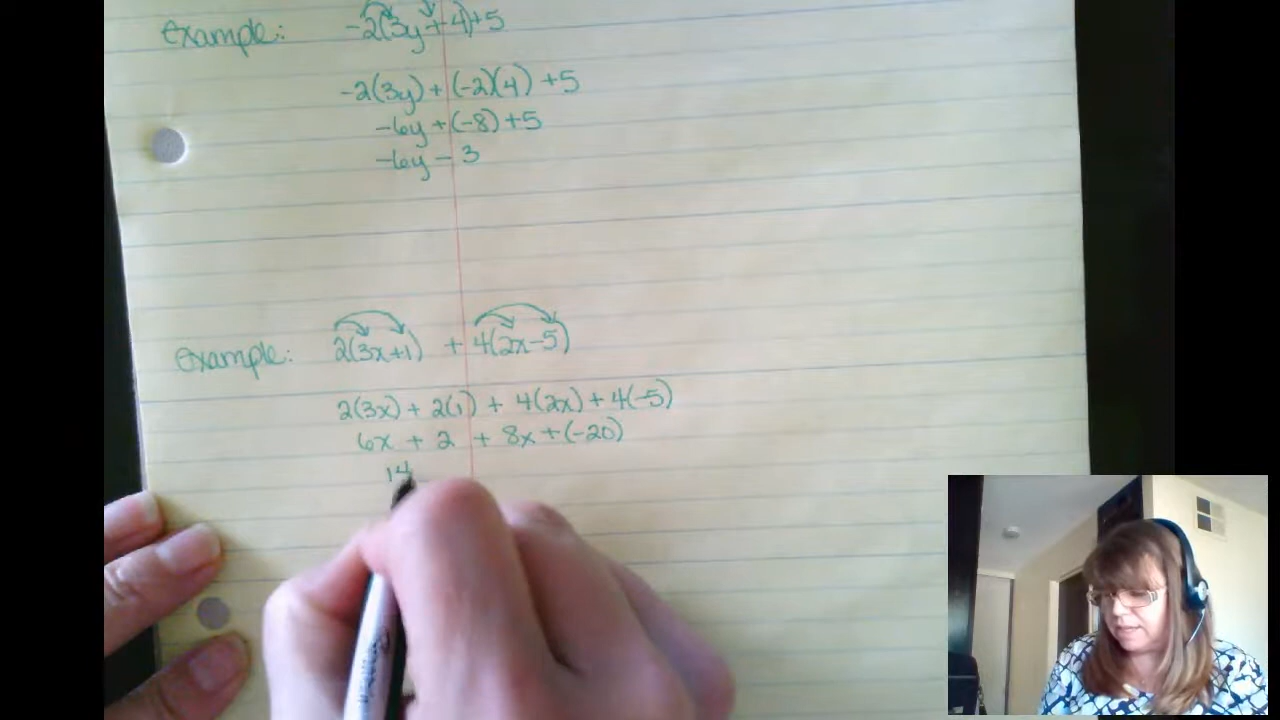 Example: -2(3y+4)+5
-2(3y) + (-2)(4) +5
-6y + (-8) +5
-6y - 3
Example: 2(3x+1) + 4(2x-5)
2(3x) + 2(1) + 4(2x) + 4(-5)
6x + 2 + 8x + (-20)
14